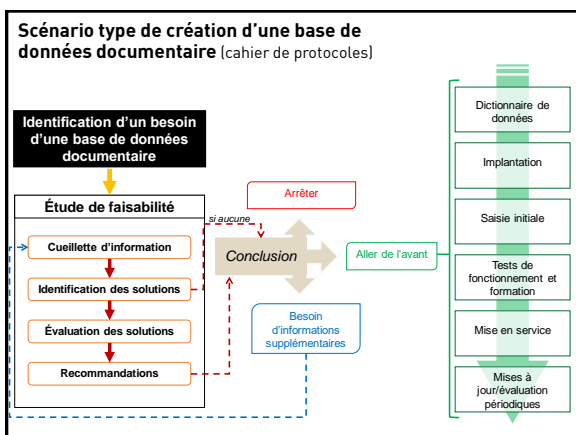 Scénario type de création d'une base de
données documentaire (cahier de protocoles)
Identification d'un besoin
d'une base de données
documentaire
Étude de faisabilité
Cueillette d'information
Identification des solutions
Évaluation des solutions
Recommandations
si aucune
Conclusion
Arrêter
Aller de l'avant
Besoin
d'informations
supplémentaires
Dictionnaire de
données
Implantation
Saisie initiale
Tests de
fonctionnement et
formation
Mise en service
Mises à
jour/évaluation
périodiques